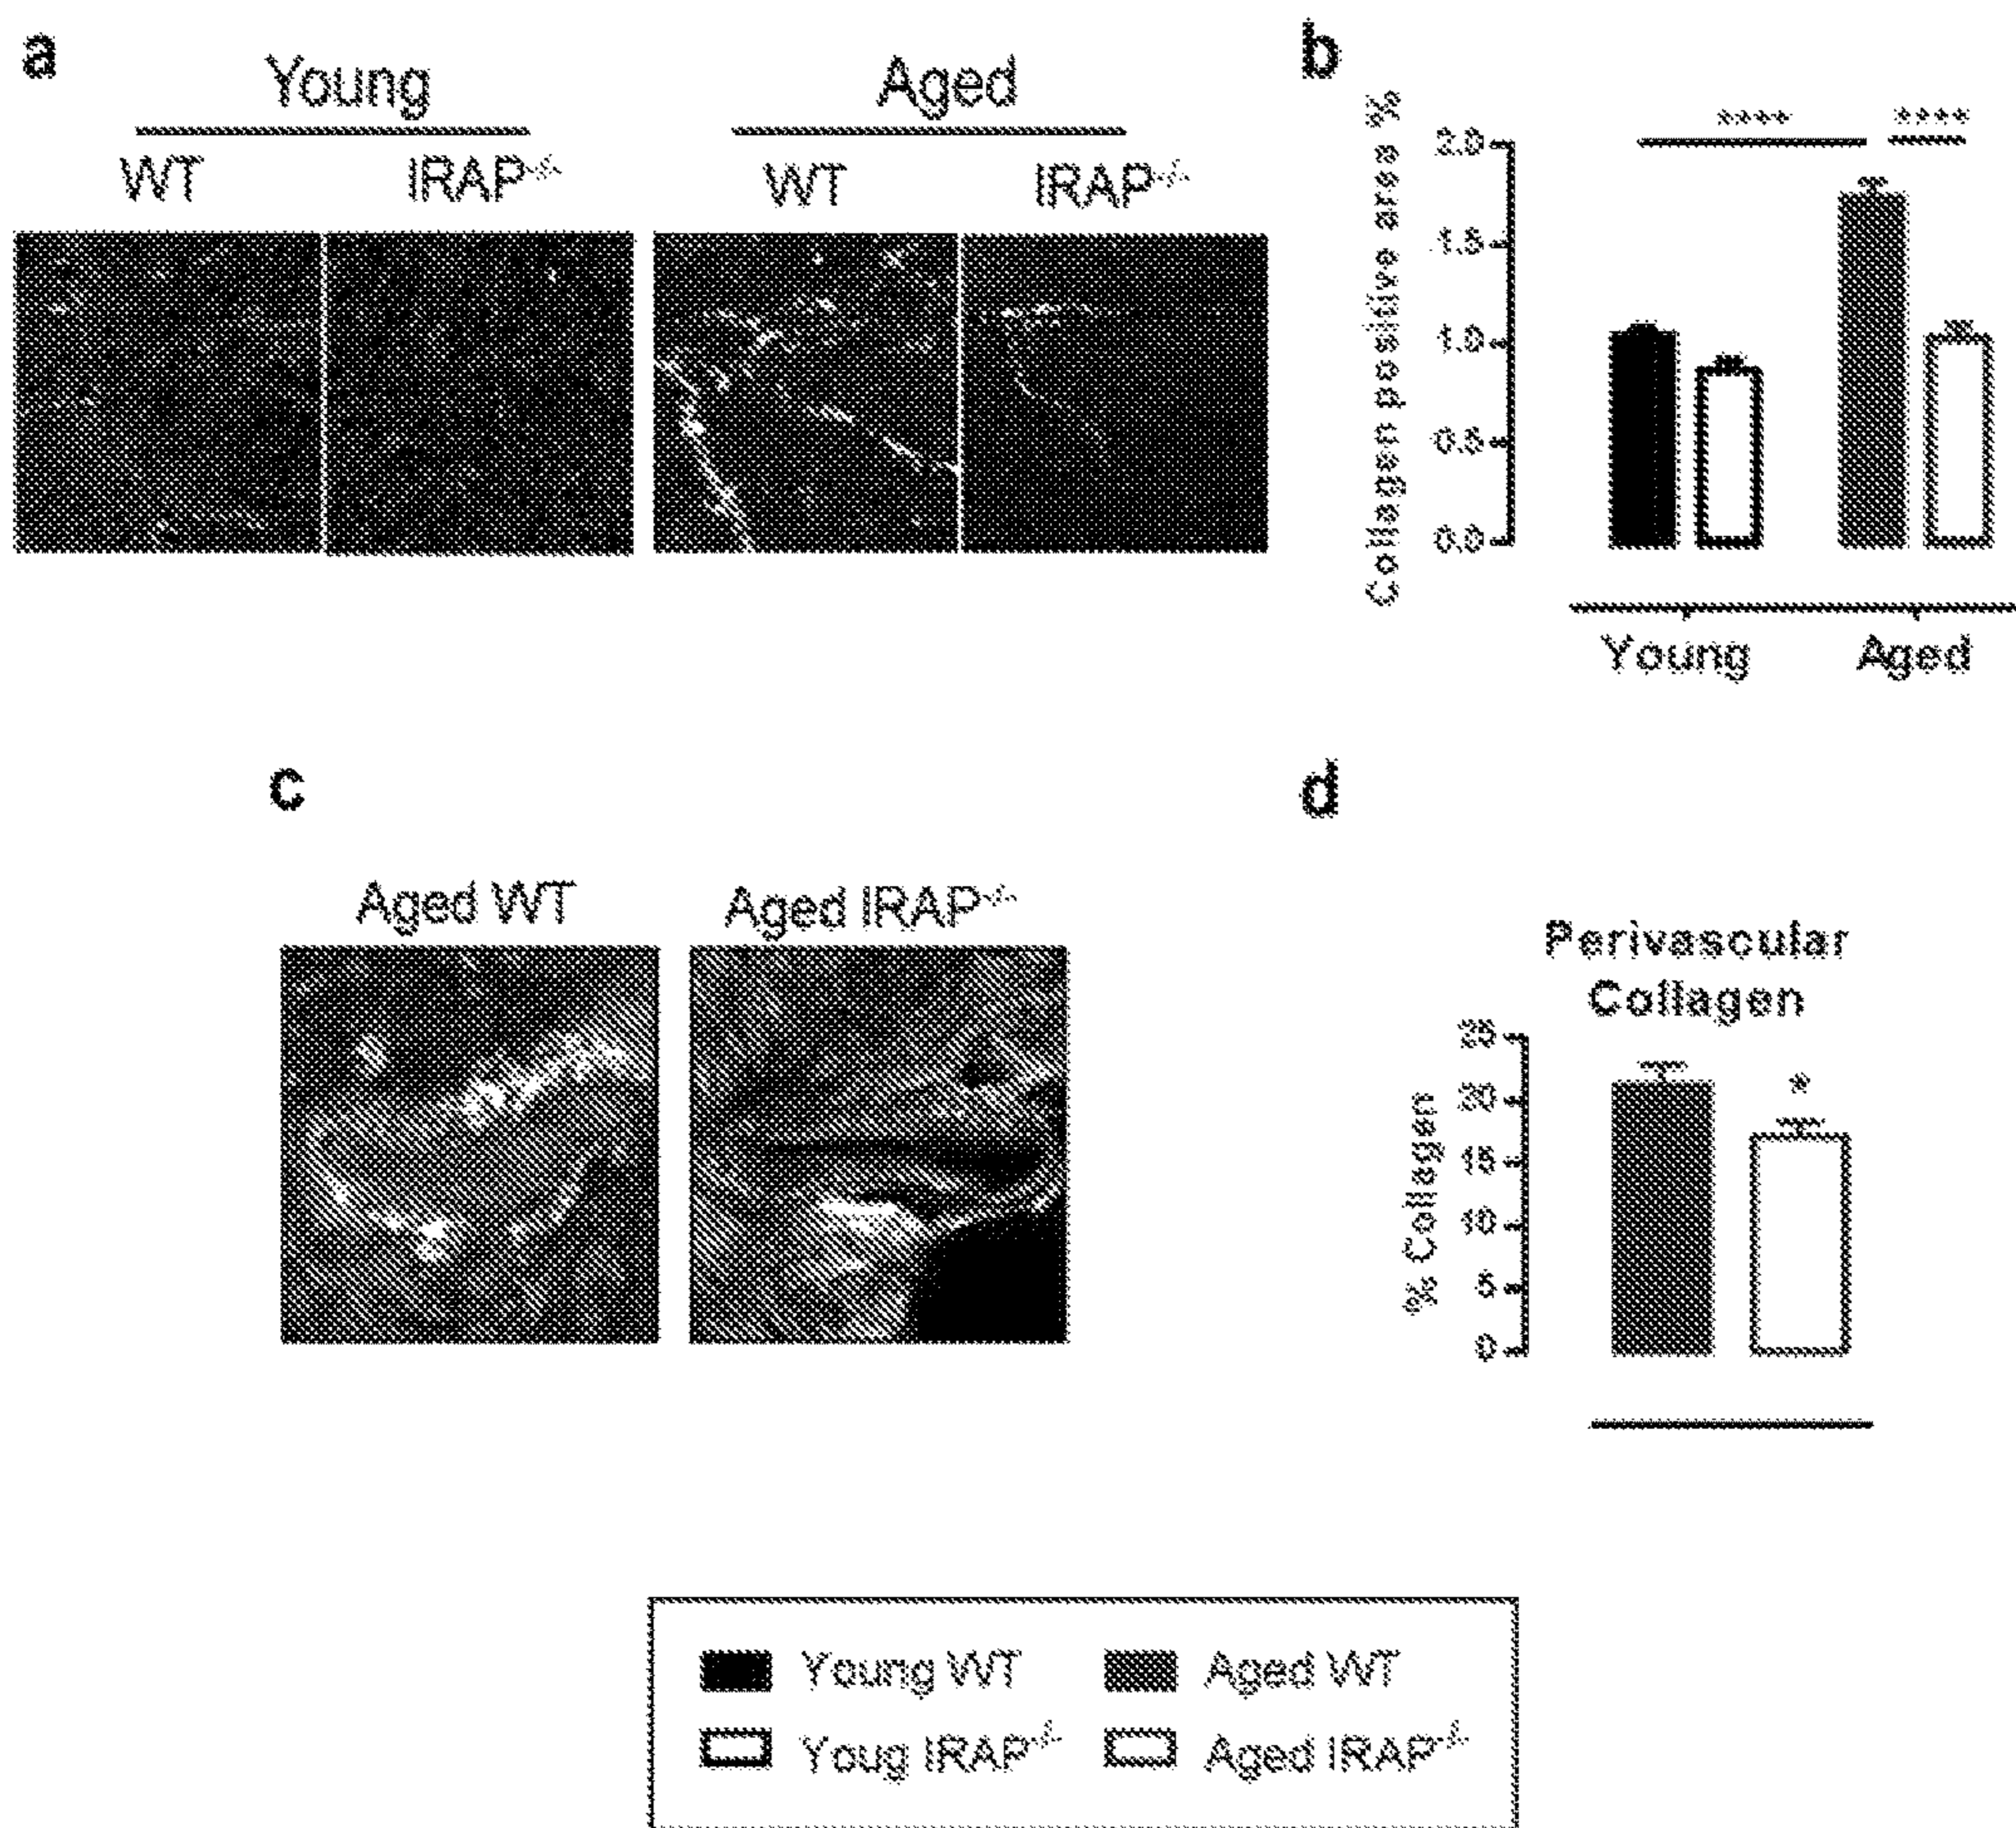 a
Young
Aged
WT
IRAP-/-
WT
IRAP-/-
b
Collagen positive area %
2.0
1.5
1.0
0.5
0.0
****
****
Young
Aged
c
Aged WT
Aged IRAP-/-
d
Perivascular
Collagen
% Collagen
25
20
15
10
5
0
*
Young WT
Aged WT
Youg IRAP-/-
Aged IRAP-/-